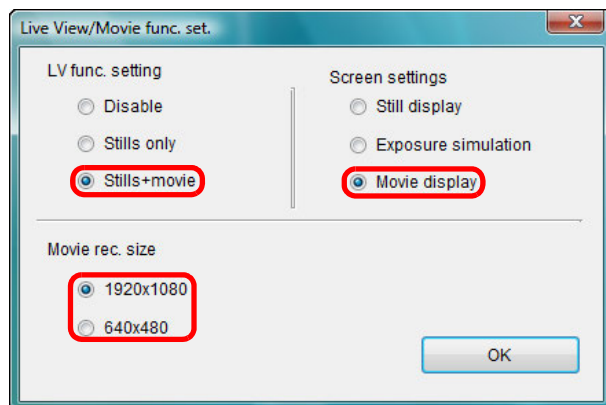 Live View/Movie func. set.
LV func. setting
Disable
Stills only
Stills+movie
Screen settings
Still display
Exposure simulation
Movie display
Movie rec. size
1920x1080
640x480
OK